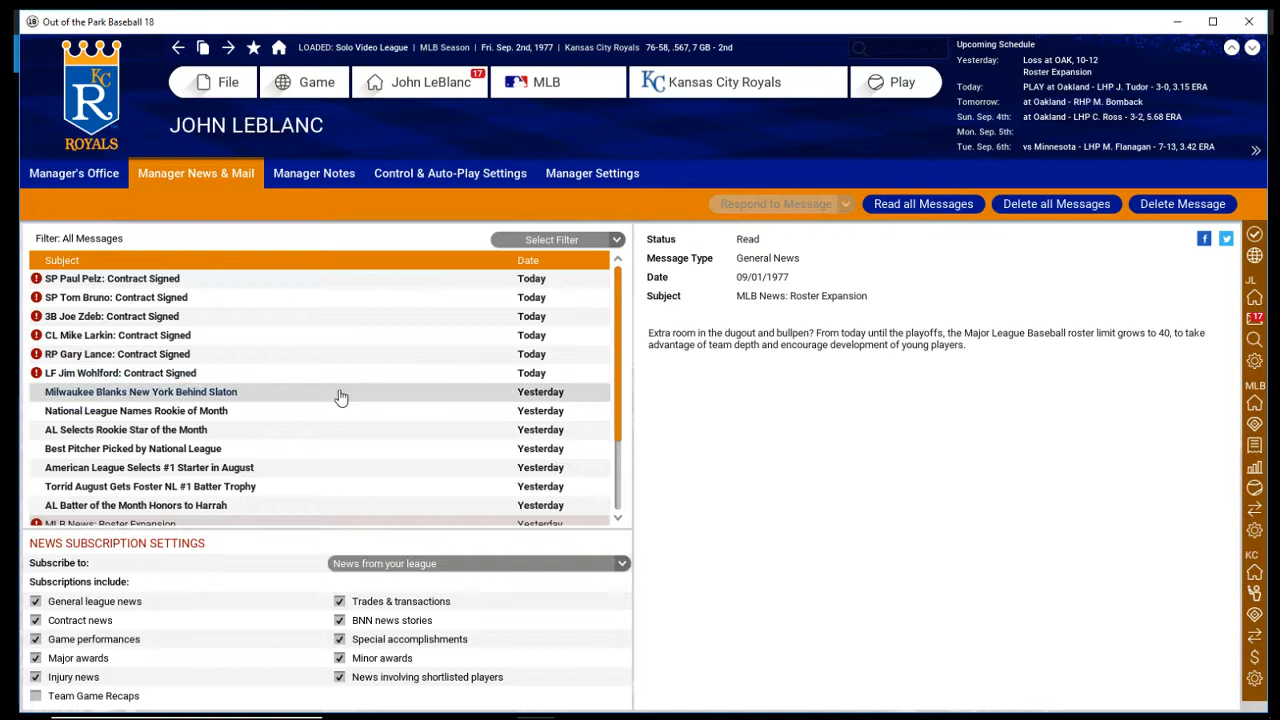 18 Out of the Park Baseball 18
LOADED: Solo Video League | MLB Season | Fri. Sep. 2nd, 1977 | Kansas City Royals 76-58, .567, 7 GB - 2nd
Upcoming Schedule
Yesterday: Loss at OAK, 10-12
Roster Expansion
Today: PLAY at Oakland - LHP J. Tudor - 3-0, 3.15 ERA
Tomorrow: at Oakland - RHP M. Bomback
Sun. Sep. 4th: at Oakland - LHP C. Ross - 3-2, 5.68 ERA
Mon. Sep. 5th:
Tue. Sep. 6th: vs Minnesota - LHP M. Flanagan - 7-13, 3.42 ERA
KC
R
ROYALS
File Game John LeBlanc 17 MLB KC Kansas City Royals Play
JOHN LEBLANC
Manager's Office Manager News & Mail Manager Notes Control & Auto-Play Settings Manager Settings
Respond to Message Read all Messages Delete all Messages Delete Message
Filter: All Messages Select Filter
Subject Date
SP Paul Pelz: Contract Signed Today
SP Tom Bruno: Contract Signed Today
3B Joe Zdeb: Contract Signed Today
CL Mike Larkin: Contract Signed Today
RP Gary Lance: Contract Signed Today
LF Jim Wohlford: Contract Signed Today
Milwaukee Blanks New York Behind Slaton Yesterday
National League Names Rookie of Month Yesterday
AL Selects Rookie Star of the Month Yesterday
Best Pitcher Picked by National League Yesterday
American League Selects #1 Starter in August Yesterday
Torrid August Gets Foster NL #1 Batter Trophy Yesterday
AL Batter of the Month Honors to Harrah Yesterday
MLB News: Roster Expansion Yesterday
NEWS SUBSCRIPTION SETTINGS
Subscribe to: News from your league
Subscriptions include:
General league news Trades & transactions
Contract news BNN news stories
Game performances Special accomplishments
Major awards Minor awards
Injury news News involving shortlisted players
Team Game Recaps
Status Read
Message Type General News
Date 09/01/1977
Subject MLB News: Roster Expansion
Extra room in the dugout and bullpen? From today until the playoffs, the Major League Baseball roster limit grows to 40, to take
advantage of team depth and encourage development of young players.
JL
17
MLB
KC